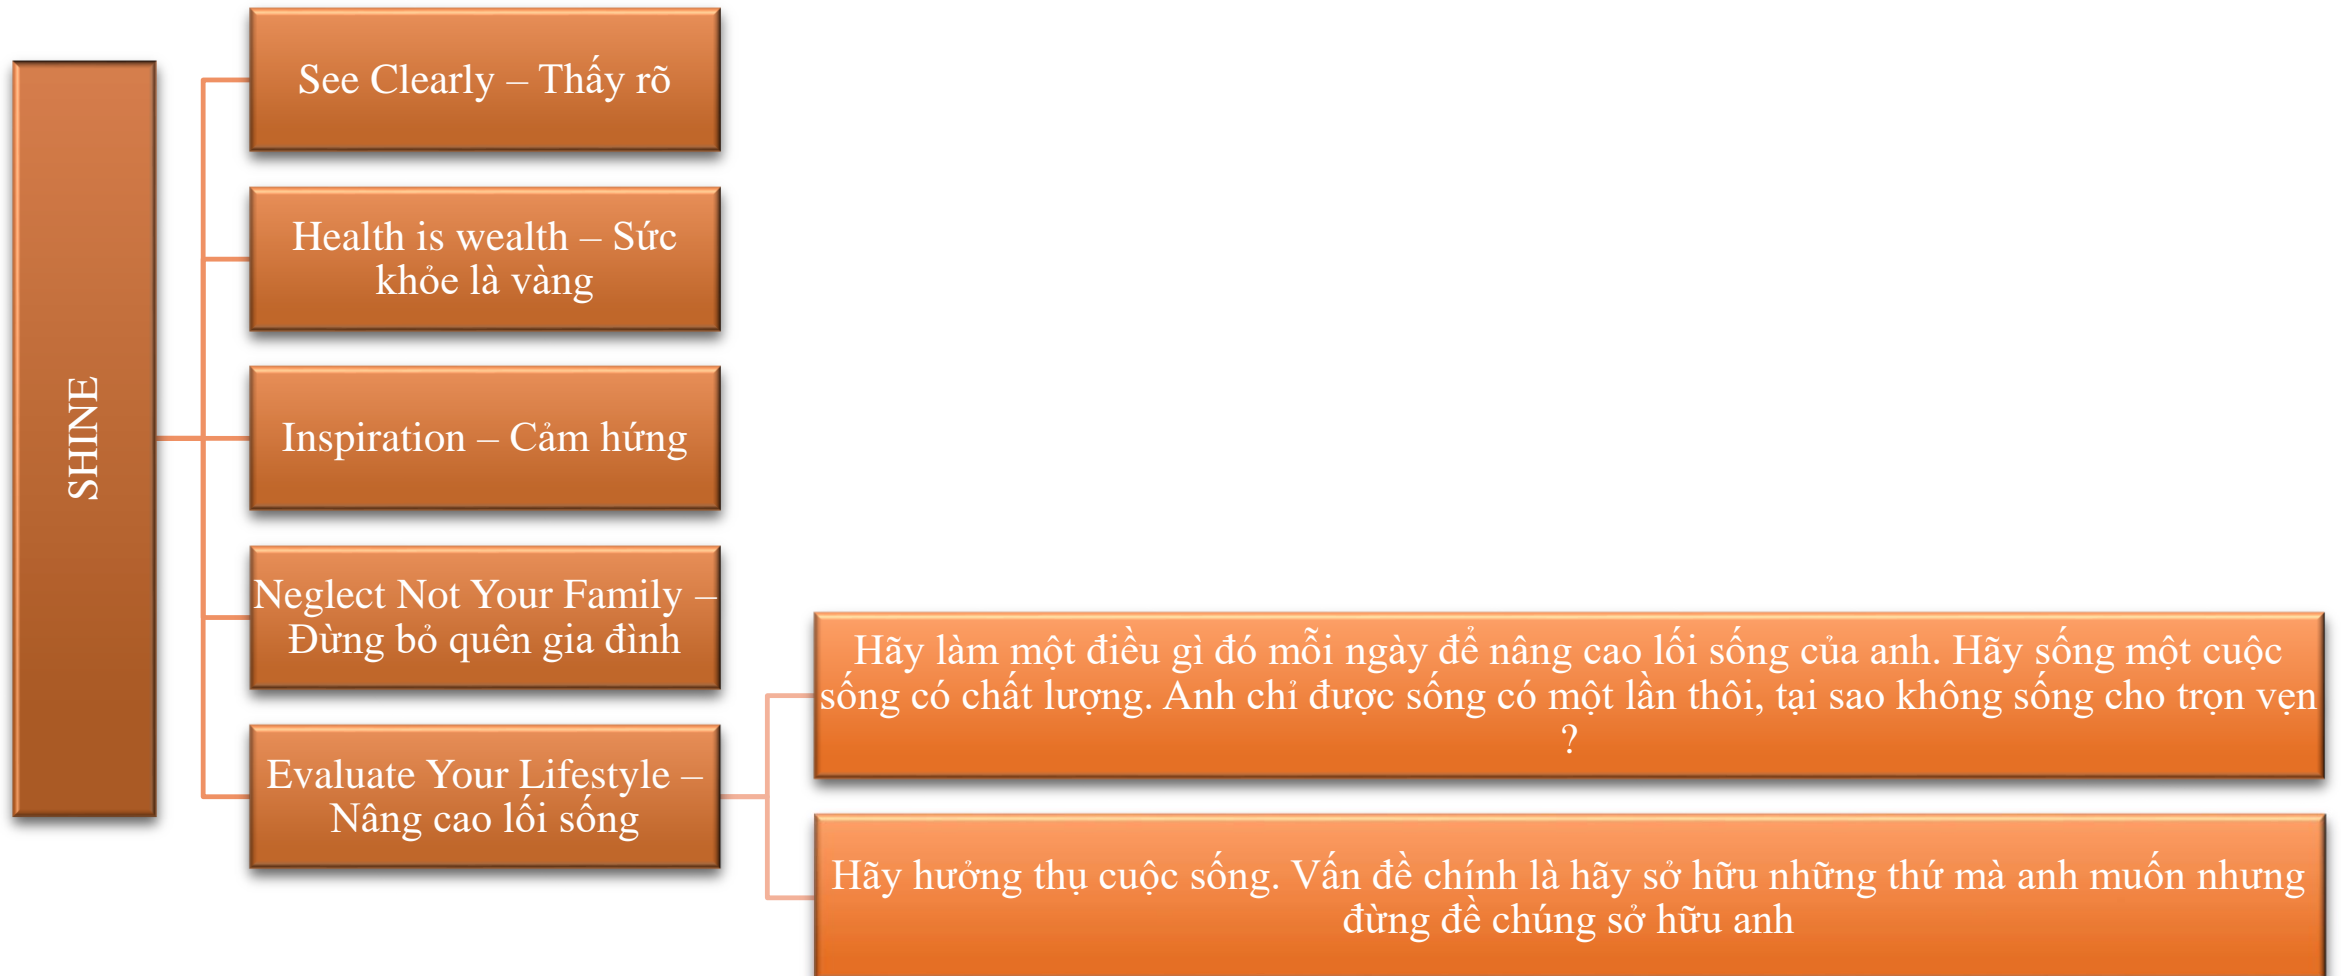 SHINE
See Clearly – Thấy rõ
Health is wealth – Sức
khỏe là vàng
Inspiration – Cảm hứng
Neglect Not Your Family –
Đừng bỏ quên gia đình
Evaluate Your Lifestyle –
Nâng cao lối sống
Hãy làm một điều gì đó mỗi ngày để nâng cao lối sống của anh. Hãy sống một cuộc
sống có chất lượng. Anh chỉ được sống có một lần thôi, tại sao không sống cho trọn vẹn
?
Hãy hưởng thụ cuộc sống. Vấn đề chính là hãy sở hữu những thứ mà anh muốn nhưng
đừng đề chúng sở hữu anh